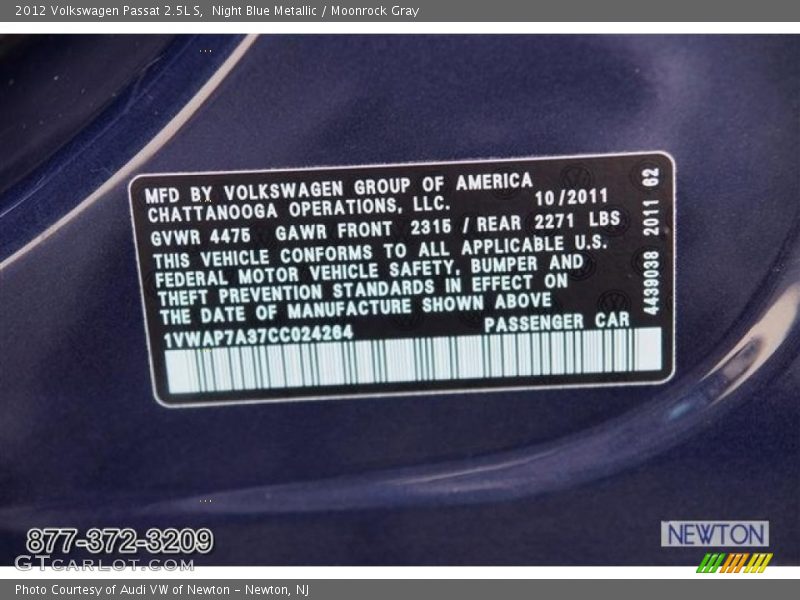 2012 Volkswagen Passat 2.5L S,  Night Blue Metallic / Moonrock Gray
MFD BY VOLKSWAGEN GROUP OF AMERICA
CHATTANOOGA OPERATIONS, LLC. 10/2011
GVWR 4475 GAWR FRONT 2315 / REAR 2271 LBS
THIS VEHICLE CONFORMS TO ALL APPLICABLE U.S.
FEDERAL MOTOR VEHICLE SAFETY, BUMPER AND
THEFT PREVENTION STANDARDS IN EFFECT ON
THE DATE OF MANUFACTURE SHOWN ABOVE
1VWAP7A37CC024264 PASSENGER CAR
4439038 2011 62
877-372-3209
GTCARLOT.COM
NEWTON
Photo Courtesy of Audi VW of Newton - Newton, NJ